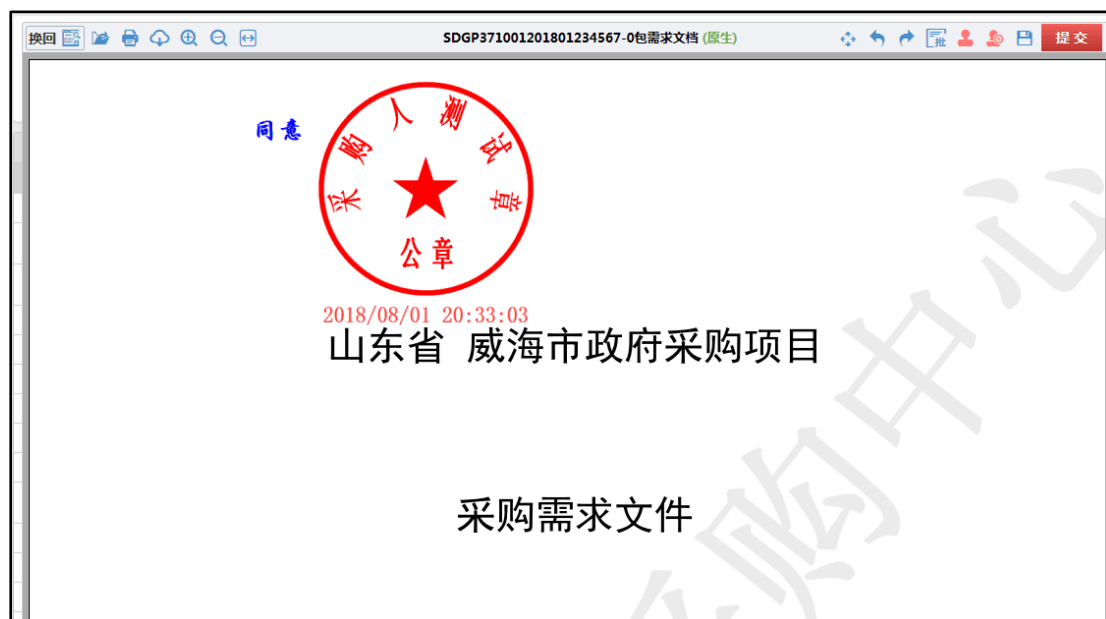 换回 SDGP371001201801234567-0包需求文档 (原生) 批 提交
同意
采购人测试章
公章
2018/08/01 20:33:03
山东省 威海市政府采购项目
采购需求文件
采购中心